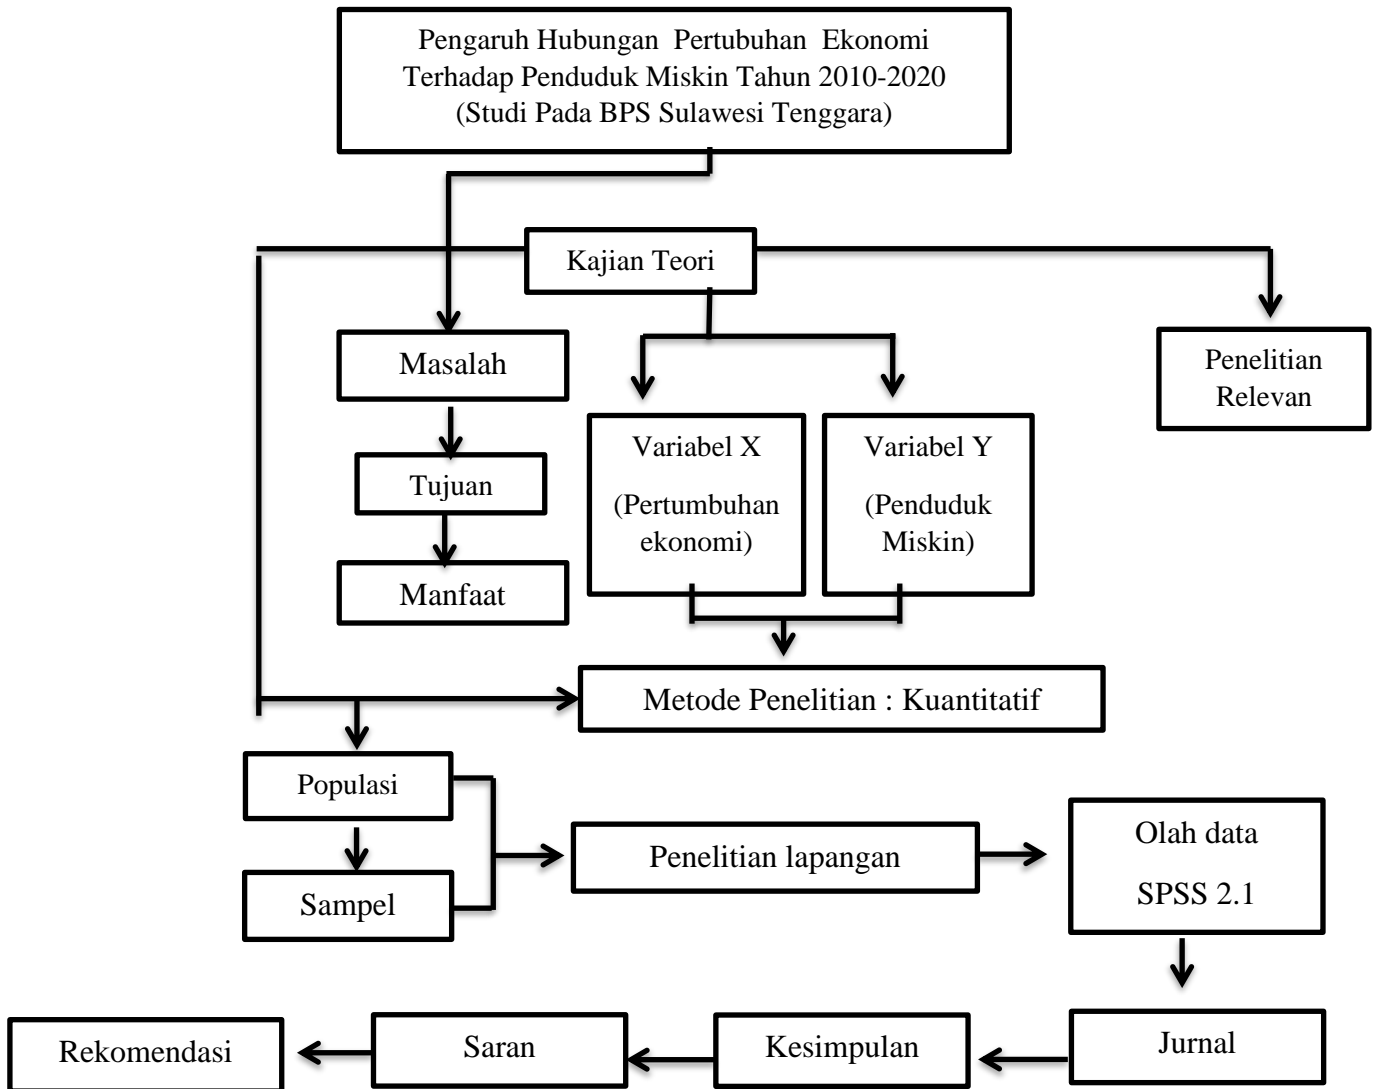 Pengaruh Hubungan Pertubuhan Ekonomi
Terhadap Penduduk Miskin Tahun 2010-2020
(Studi Pada BPS Sulawesi Tenggara)
Kajian Teori
Masalah
Penelitian
Relevan
Variabel X
(Pertumbuhan
ekonomi)
Variabel Y
(Penduduk
Miskin)
Tujuan
Manfaat
Metode Penelitian : Kuantitatif
Populasi
Sampel
Penelitian lapangan
Olah data
SPSS 2.1
Jurnal
Kesimpulan
Saran
Rekomendasi